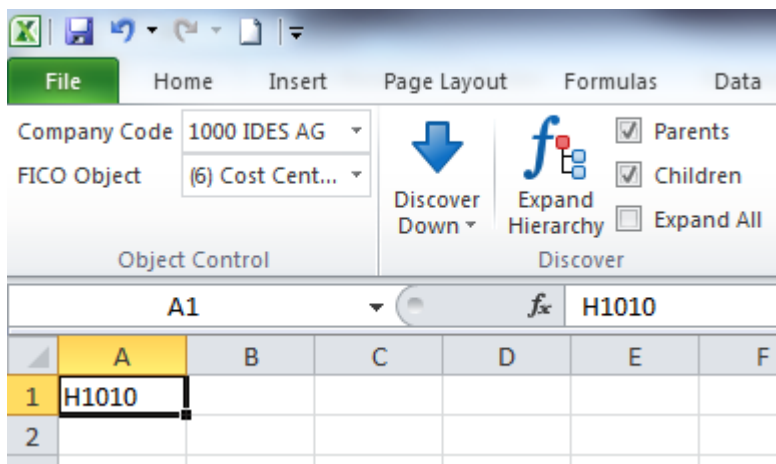 File Home Insert Page Layout Formulas Data
Company Code 1000 IDES AG
FICO Object (6) Cost Cent...
Discover Down
Expand Hierarchy
Parents
Children
Expand All
Object Control Discover
A1 fx H1010
A B C D E F
1 H1010
2